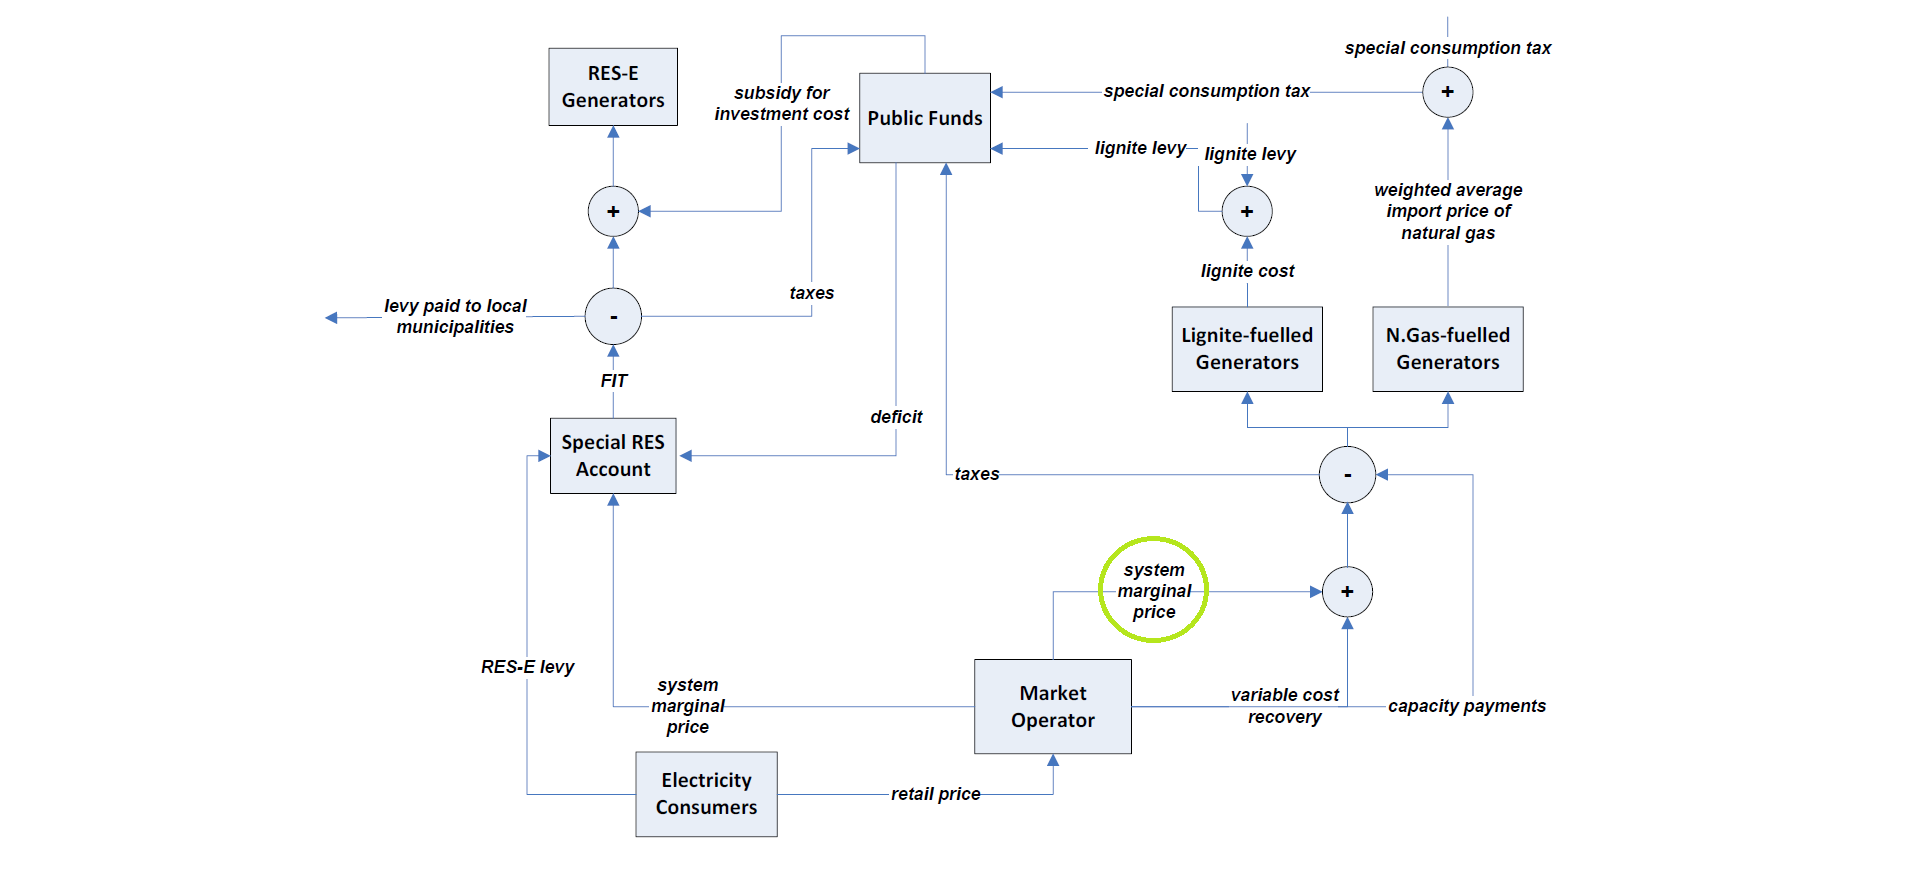 special consumption tax
RES-E
Generators
subsidy for
investment cost
Public Funds
special consumption tax
+
lignite levy
lignite levy
weighted average
import price of
natural gas
+
+
lignite cost
taxes
levy paid to local
municipalities
-
Lignite-fuelled
Generators
N.Gas-fuelled
Generators
FIT
deficit
Special RES
Account
taxes
-
system
marginal
price
+
RES-E levy
system
marginal
price
Market
Operator
variable cost
recovery
capacity payments
Electricity
Consumers
retail price